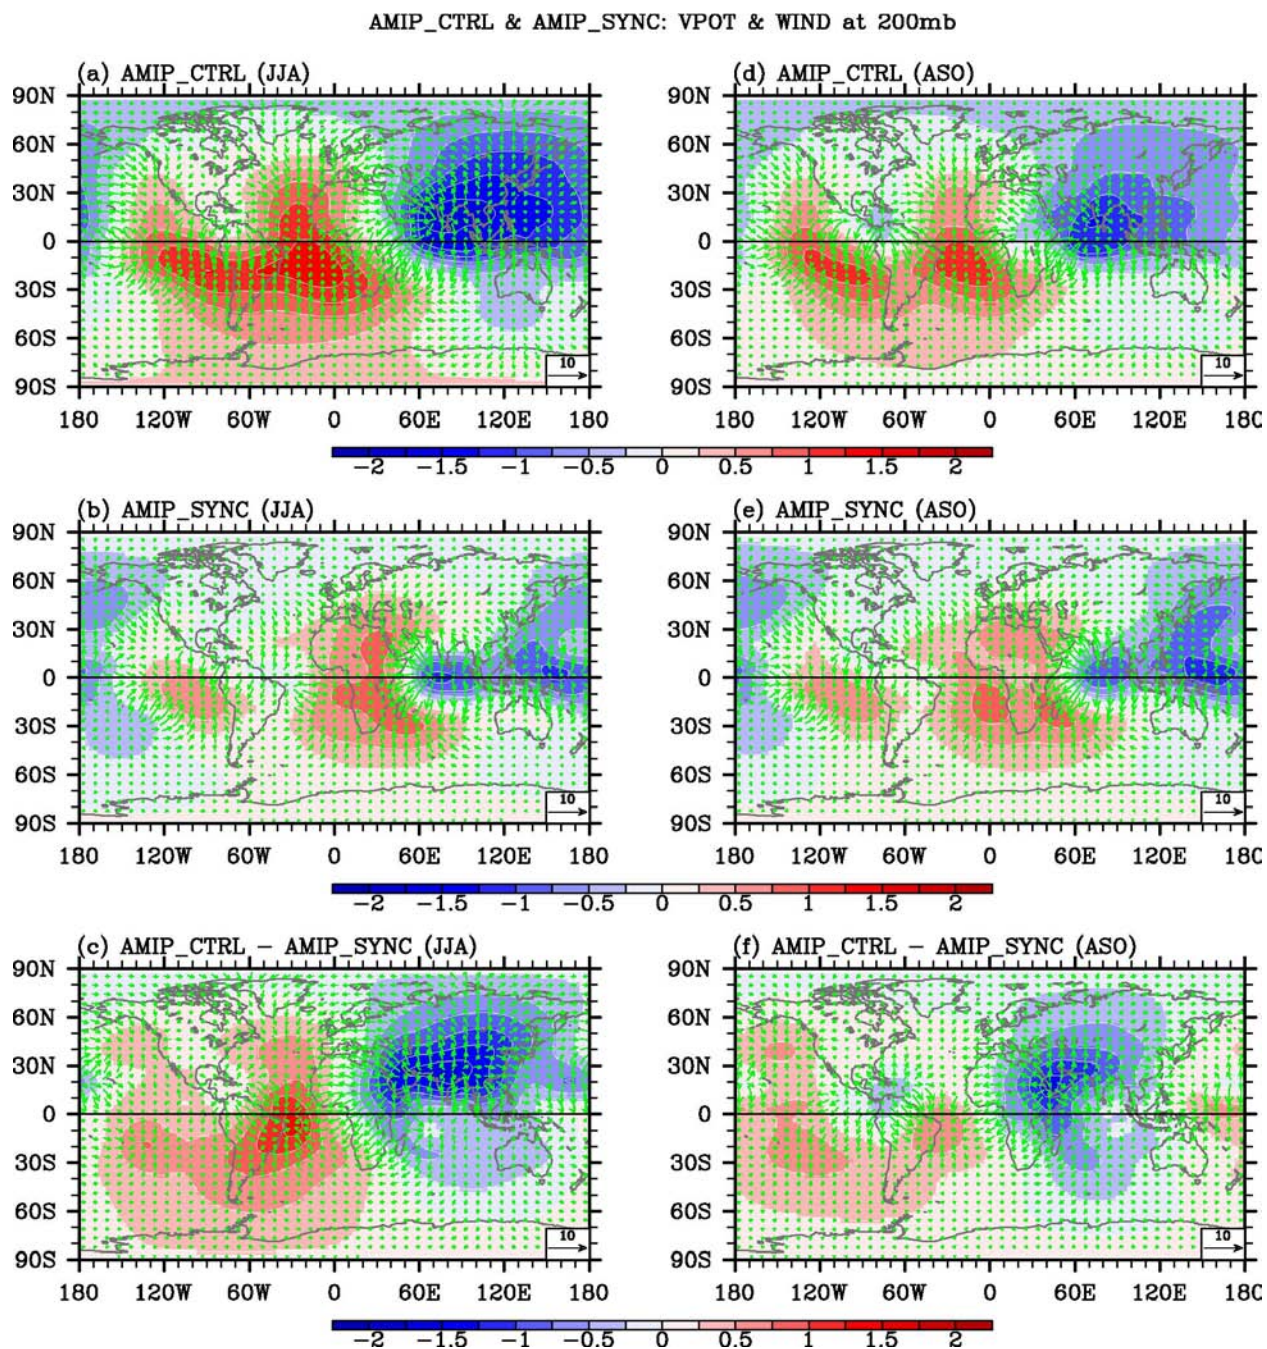 AMIP_CTRL & AMIP_SYNC: VPOT & WIND at 200mb
(a) AMIP_CTRL (JJA)
90N
60N
30N
0
30S
60S
90S
10
180 120W 60W 0 60E 120E 180
(d) AMIP_CTRL (ASO)
90N
60N
30N
0
30S
60S
90S
10
180 120W 60W 0 60E 120E 180
−2 −1.5 −1 −0.5 0 0.5 1 1.5 2
(b) AMIP_SYNC (JJA)
90N
60N
30N
0
30S
60S
90S
10
180 120W 60W 0 60E 120E 180
(e) AMIP_SYNC (ASO)
90N
60N
30N
0
30S
60S
90S
10
180 120W 60W 0 60E 120E 180
−2 −1.5 −1 −0.5 0 0.5 1 1.5 2
(c) AMIP_CTRL − AMIP_SYNC (JJA)
90N
60N
30N
0
30S
60S
90S
10
180 120W 60W 0 60E 120E 180
(f) AMIP_CTRL − AMIP_SYNC (ASO)
90N
60N
30N
0
30S
60S
90S
10
180 120W 60W 0 60E 120E 180
−2 −1.5 −1 −0.5 0 0.5 1 1.5 2